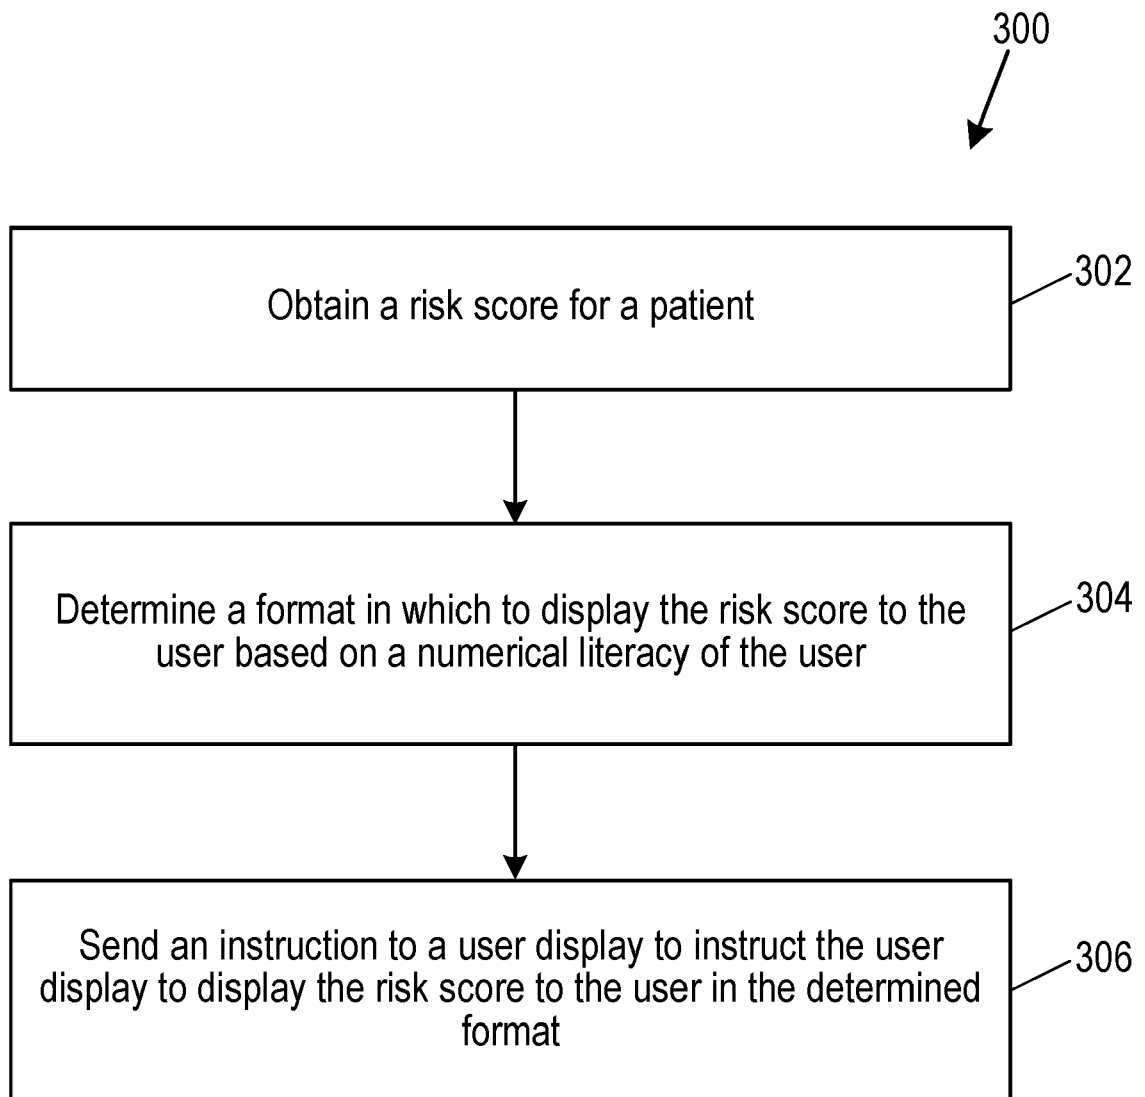 300
Obtain a risk score for a patient
302
Determine a format in which to display the risk score to the
user based on a numerical literacy of the user
304
Send an instruction to a user display to instruct the user
display to display the risk score to the user in the determined
format
306